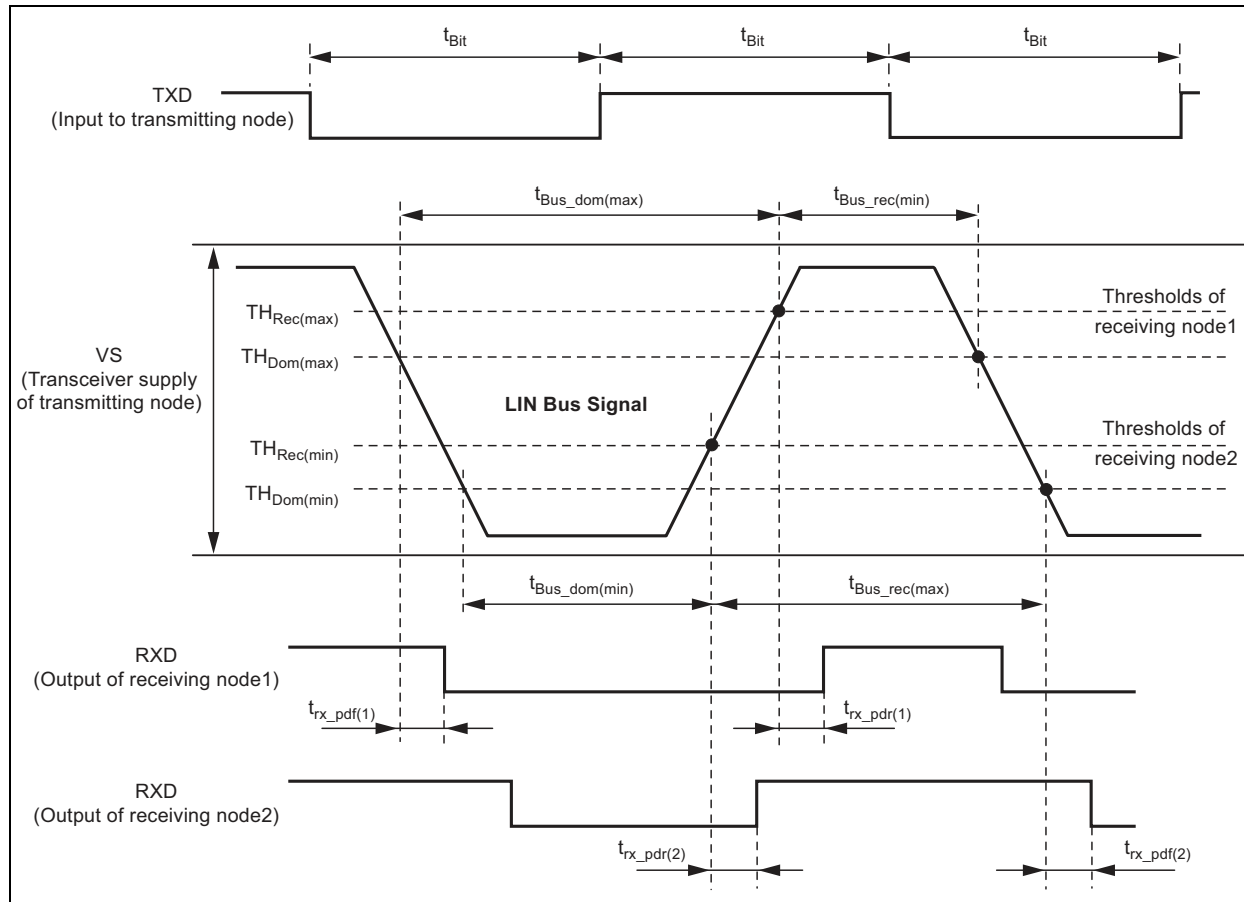 t_Bit t_Bit t_Bit
TXD
(Input to transmitting node)
t_Bus_dom(max) t_Bus_rec(min)
TH_Rec(max)
Thresholds of
receiving node1
TH_Dom(max)
VS
(Transceiver supply
of transmitting node)
LIN Bus Signal
TH_Rec(min)
Thresholds of
receiving node2
TH_Dom(min)
t_Bus_dom(min) t_Bus_rec(max)
RXD
(Output of receiving node1)
t_rx_pdf(1) t_rx_pdr(1)
RXD
(Output of receiving node2)
t_rx_pdr(2) t_rx_pdf(2)